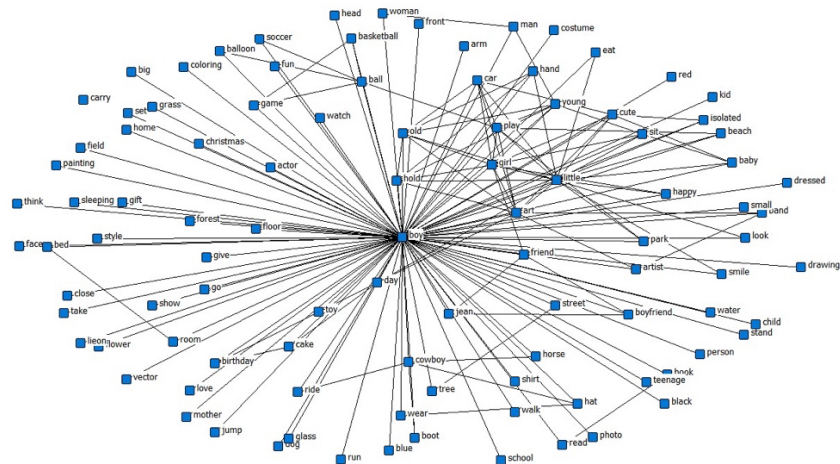 head
woman
front
man
costume
soccer
basketball
balloon
arm
eat
fun
hand
big
coloring
ball
car
red
carry
game
young
kid
set
grass
watch
cute
isolated
home
old
play
sit
beach
field
christmas
girl
baby
painting
actor
hold
little
dressed
happy
think
sleeping
gift
small
band
forest
floor
art
style
boy
look
face
bed
park
give
friend
artist
smile
drawing
close
go
day
take
show
toy
jean
street
boyfriend
water
child
stand
lieon
flower
room
cake
birthday
cowboy
horse
person
book
vector
love
ride
tree
shirt
teenage
mother
wear
walk
hat
black
jump
glass
dog
boot
blue
read
photo
run
school